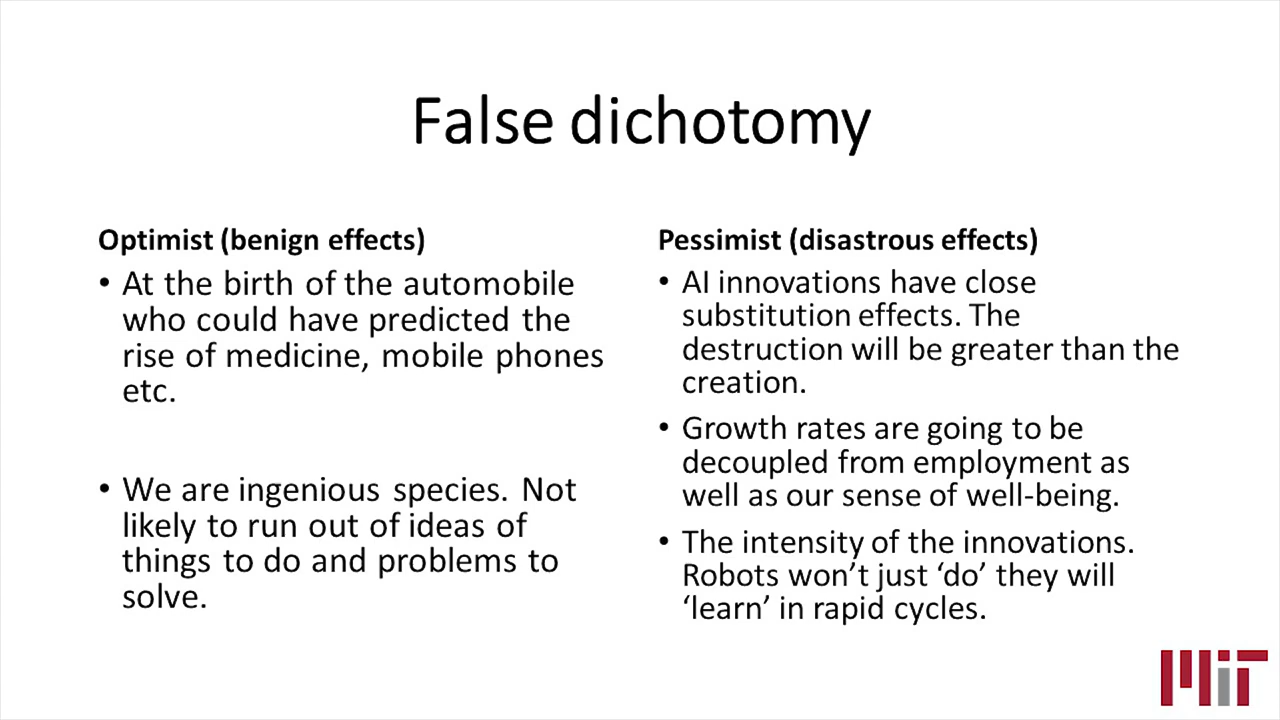 False dichotomy
Optimist (benign effects)
• At the birth of the automobile
who could have predicted the
rise of medicine, mobile phones
etc.
• We are ingenious species. Not
likely to run out of ideas of
things to do and problems to
solve.
Pessimist (disastrous effects)
• AI innovations have close
substitution effects. The
destruction will be greater than the
creation.
• Growth rates are going to be
decoupled from employment as
well as our sense of well-being.
• The intensity of the innovations.
Robots won’t just ‘do’ they will
‘learn’ in rapid cycles.
MIT